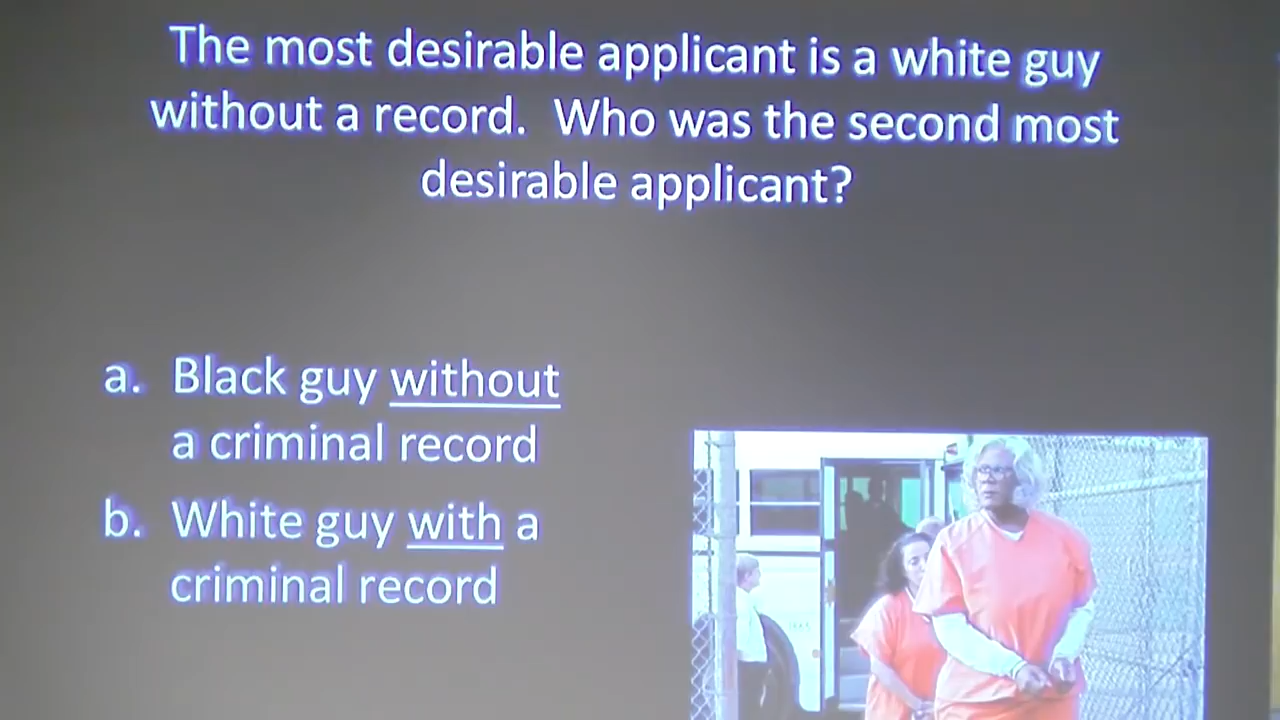 The most desirable applicant is a white guy
without a record. Who was the second most
desirable applicant?
a. Black guy without
a criminal record
b. White guy with a
criminal record